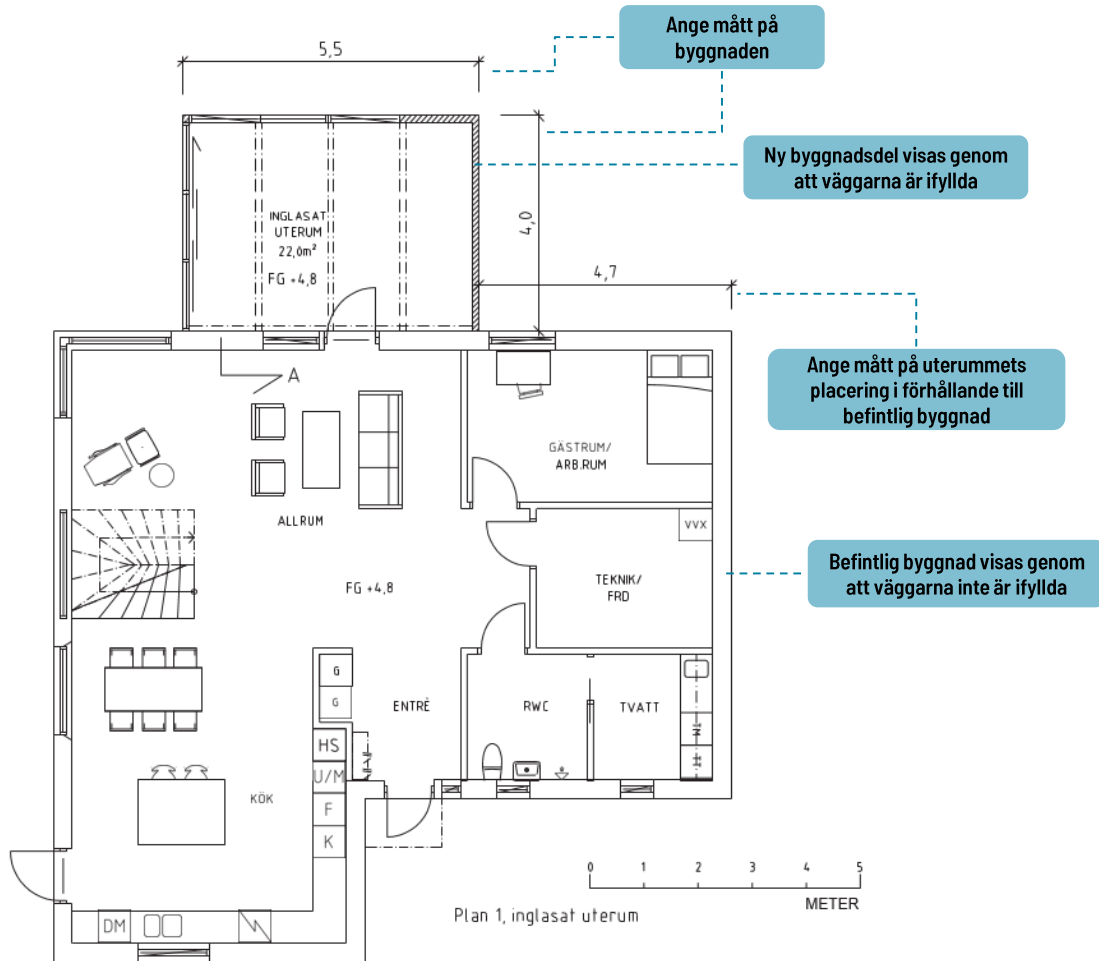 Ange mått på
byggnaden
5,5
Ny byggnadsdel visas genom
att väggarna är ifyllda
INGLASAT
UTERUM
22,0m²
FG +4,8
4,0
4,7
Ange mått på uterummets
placering i förhållande till
befintlig byggnad
A
GÄSTRUM/
ARB.RUM
ALLRUM
VVX
FG +4,8
TEKNIK/
FRD
Befintlig byggnad visas genom
att väggarna inte är ifyllda
G
G
ENTRÉ
RWC
TVATT
TM
TT
HS
U/M
F
K
KÖK
DM
0 1 2 3 4 5
METER
Plan 1, inglasat uterum